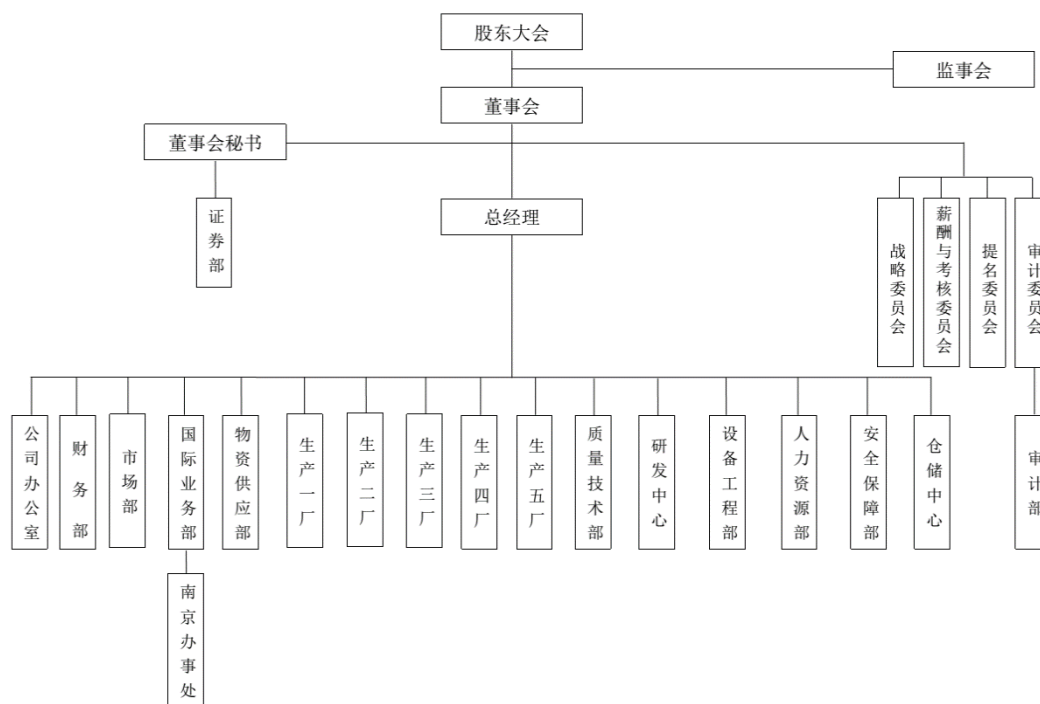 股东大会
监事会
董事会
董事会秘书
证券部
总经理
战略委员会
薪酬与考核委员会
提名委员会
审计委员会
公司办公室
财务部
市场部
国际业务部
物资供应部
生产一厂
生产二厂
生产三厂
生产四厂
生产五厂
质量技术部
研发中心
设备工程部
人力资源部
安全保障部
仓储中心
审计部
南京办事处